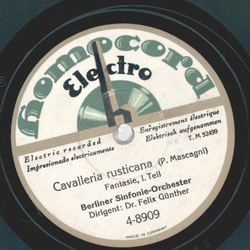 Homocord
Electro
Electric recorded
Impresionado electricamente
Enregistrement électrique
Elektrisch aufgenommen
T. M. 53499
Cavalleria rusticana (P. Mascagni)
Fantasie, I. Teil
Berliner Sinfonie-Orchester
Dirigent: Dr. Felix Günther
4-8909
MADE IN GERMANY